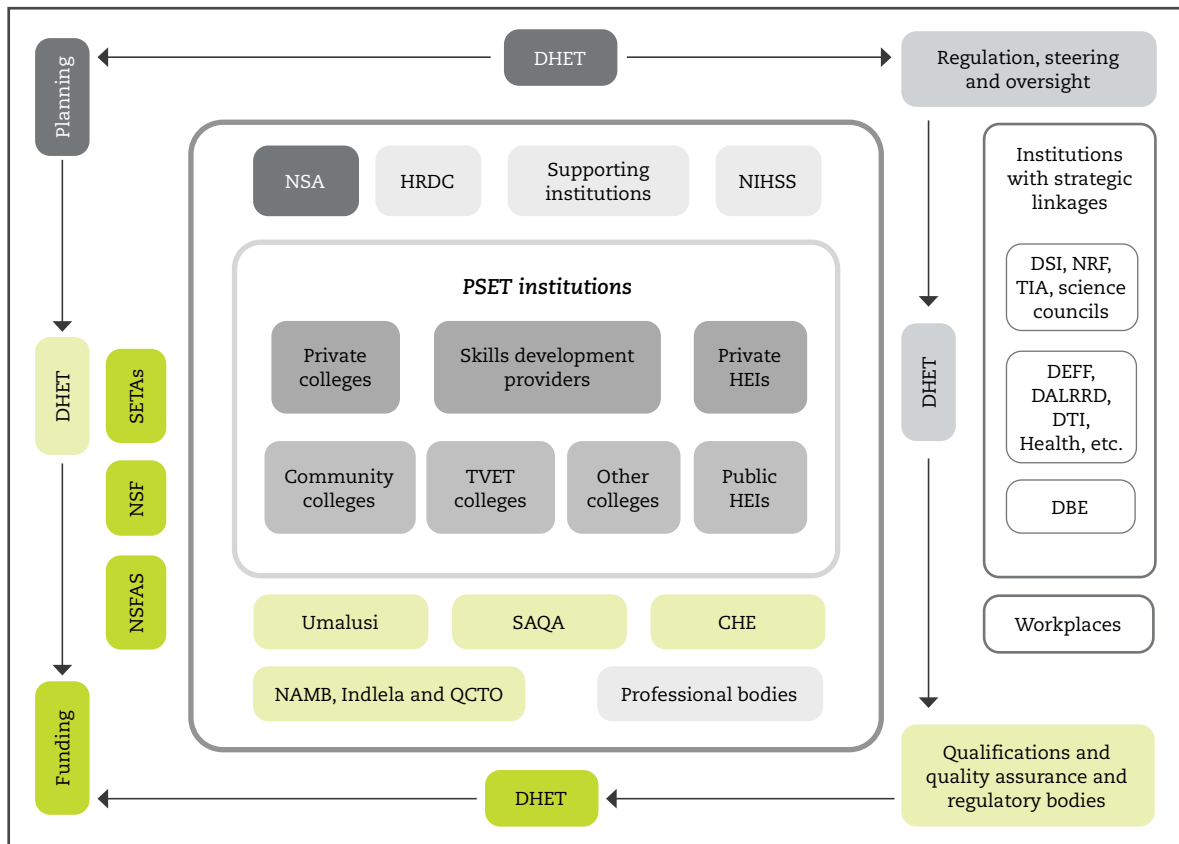 DHET
Planning
Regulation, steering
and oversight
NSA
HRDC
Supporting
institutions
NIHSS
Institutions
with strategic
linkages
PSET institutions
DSI, NRF,
TIA, science
councils
Private
colleges
Skills development
providers
Private
HEIs
DHET
SETAs
DHET
DEFF,
DALRRD,
DTI,
Health, etc.
Community
colleges
TVET
colleges
Other
colleges
Public
HEIs
NSF
DBE
NSFAS
Umalusi
SAQA
CHE
Workplaces
NAMB, Indlela and QCTO
Professional bodies
Funding
DHET
Qualifications and
quality assurance and
regulatory bodies